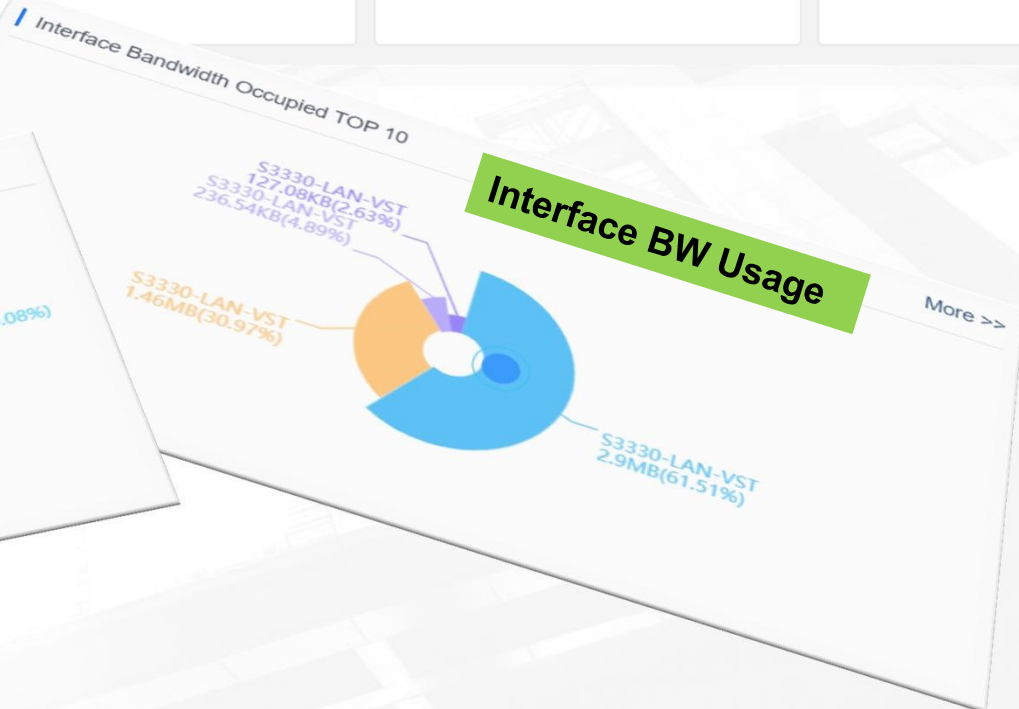 Interface Bandwidth Occupied TOP 10
Interface BW Usage
More >>
S3330-LAN-VST
127.08KB(2.63%)
S3330-LAN-VST
236.54KB(4.89%)
S3330-LAN-VST
1.46MB(30.97%)
S3330-LAN-VST
2.9MB(61.51%)
.08%)